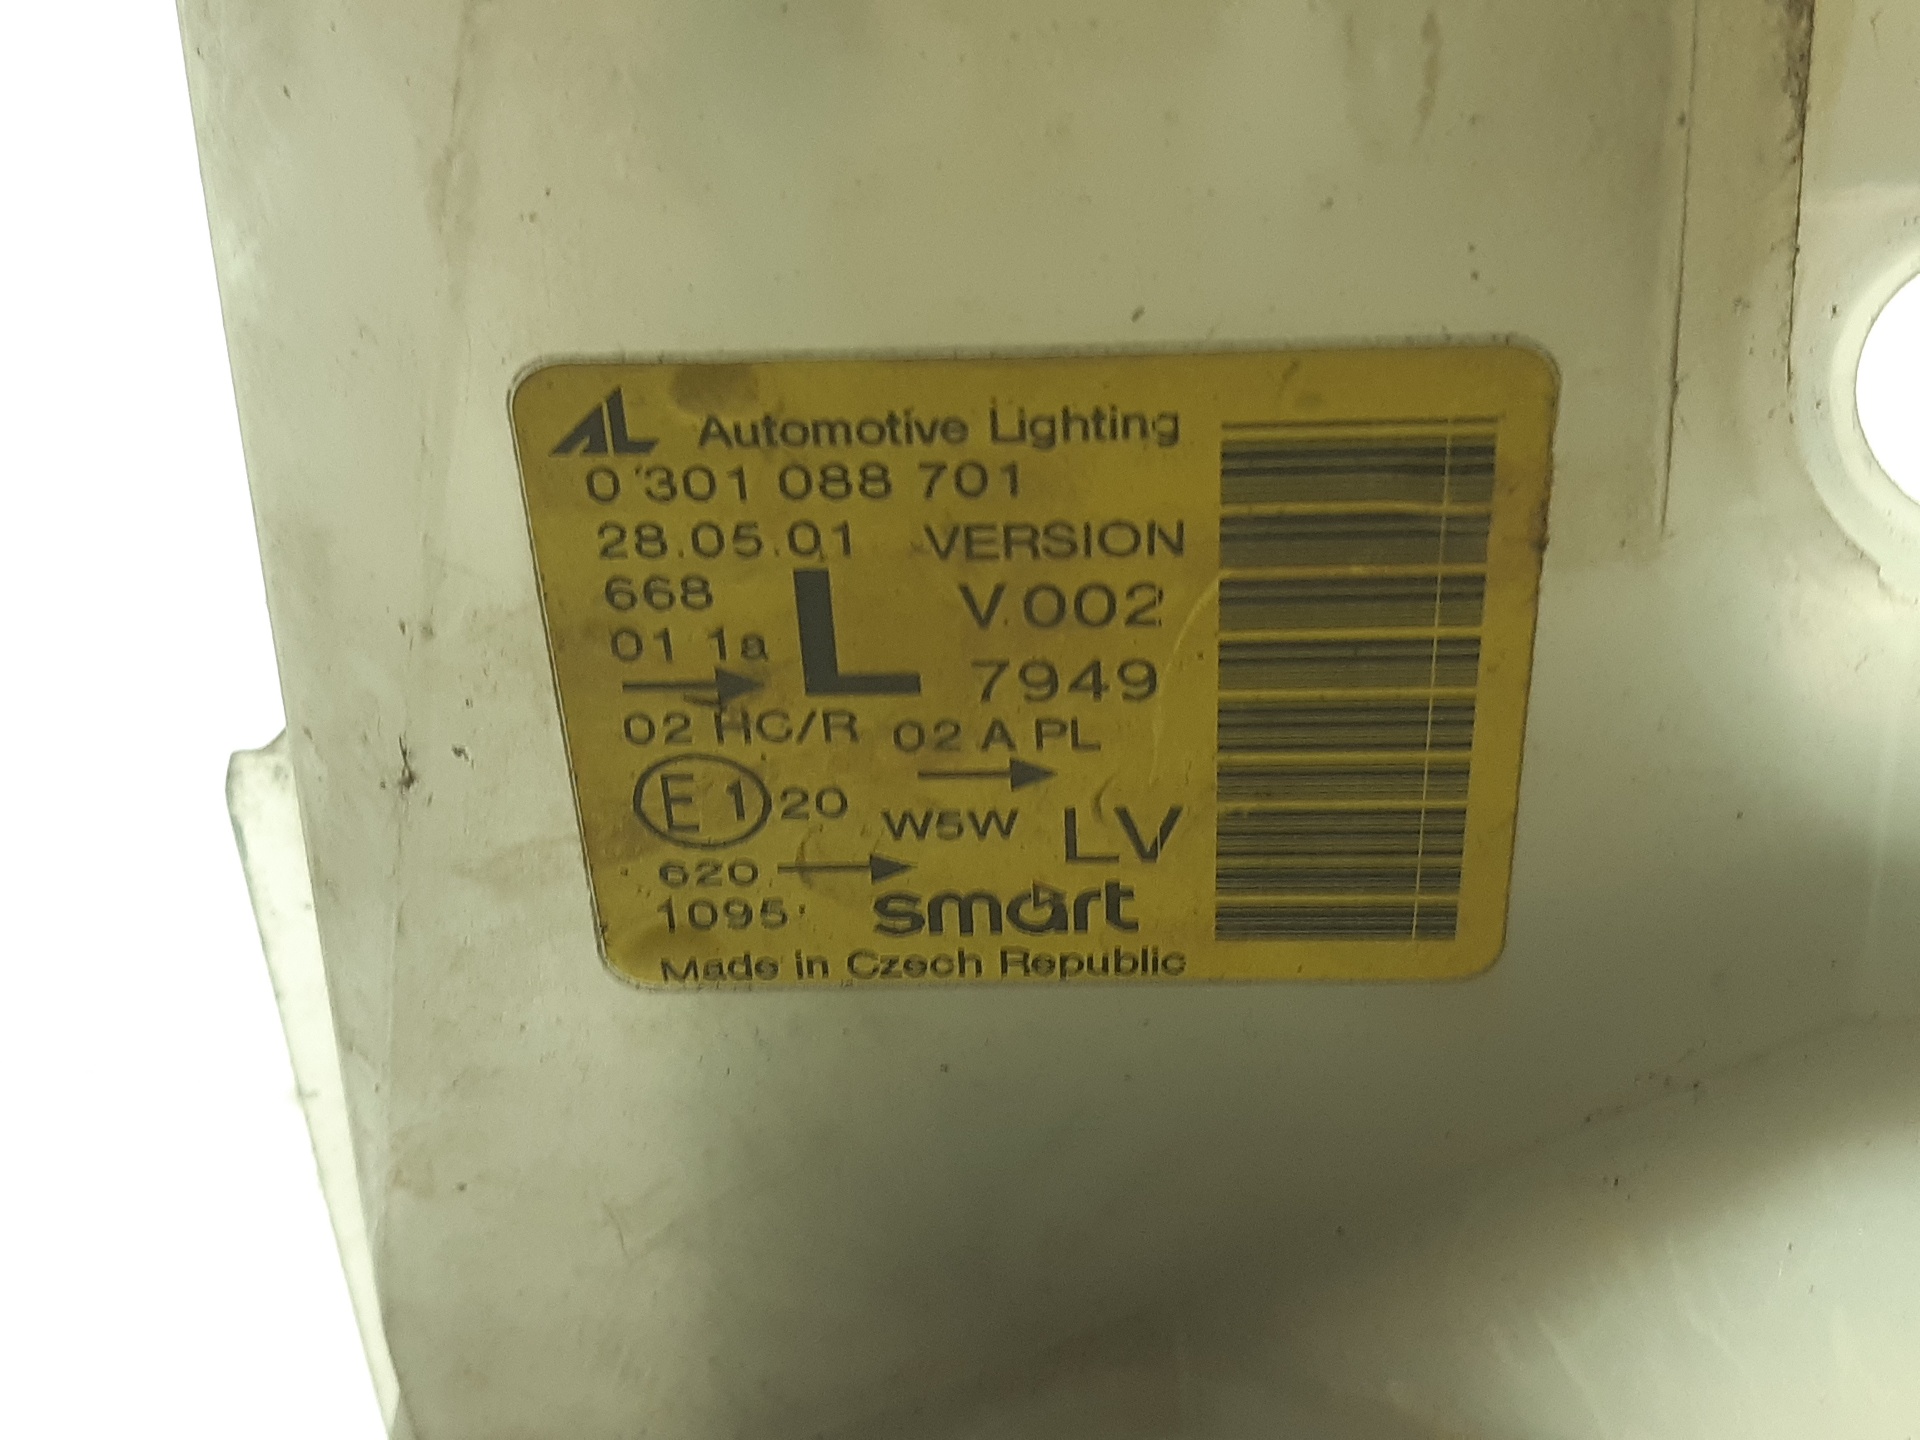 AL Automotive Lighting
0 301 088 701
28.05.01 VERSION
668 L V.002
01 1a 7949
02 HC/R 02 A PL
E1 20 W5W LV
620
1095 smart
Made in Czech Republic